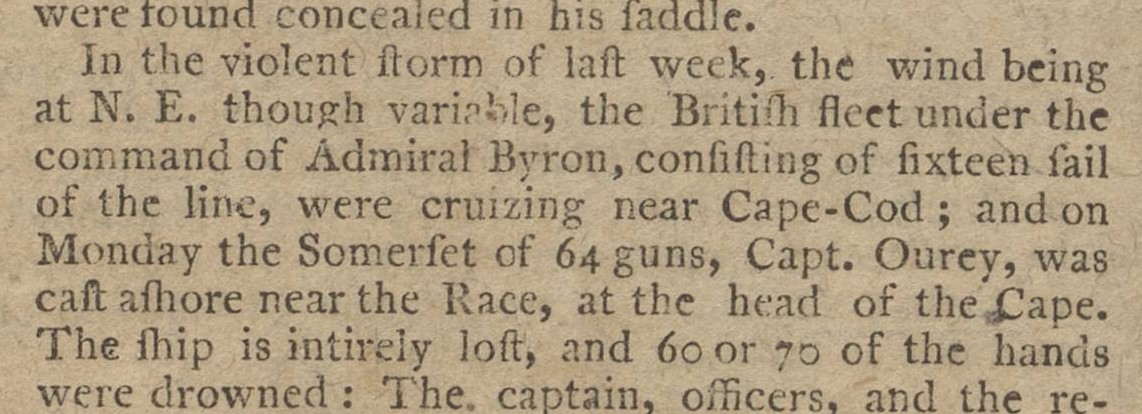 were found concealed in his ſaddle.
In the violent ſtorm of laſt week, the wind being
at N. E. though variable, the Britiſh fleet under the
command of Admiral Byron, conſiſting of ſixteen ſail
of the line, were cruizing near Cape-Cod ; and on
Monday the Somerſet of 64 guns, Capt. Ourey, was
caſt aſhore near the Race, at the head of the Cape.
The ſhip is intirely loſt, and 60 or 70 of the hands
were drowned : The captain, officers, and the re-